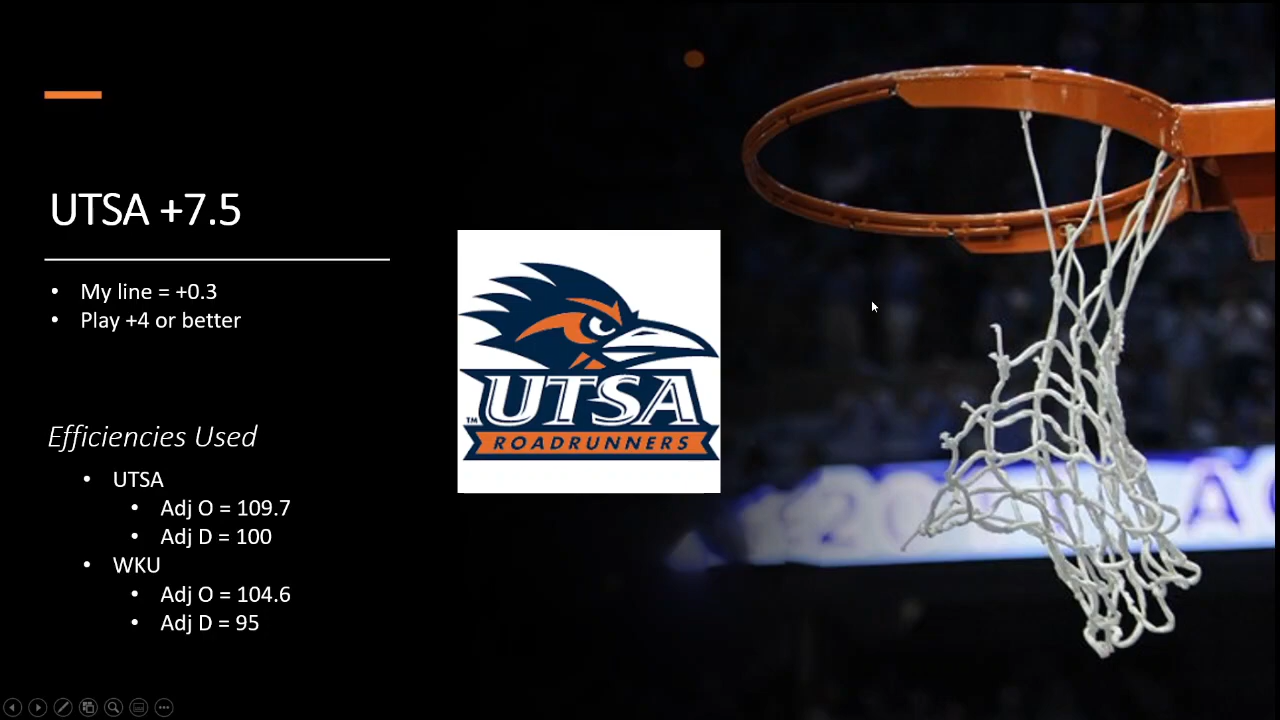 UTSA +7.5
• My line = +0.3
• Play +4 or better
Efficiencies Used
• UTSA
• Adj O = 109.7
• Adj D = 100
• WKU
• Adj O = 104.6
• Adj D = 95
UTSA
TM
ROADRUNNERS